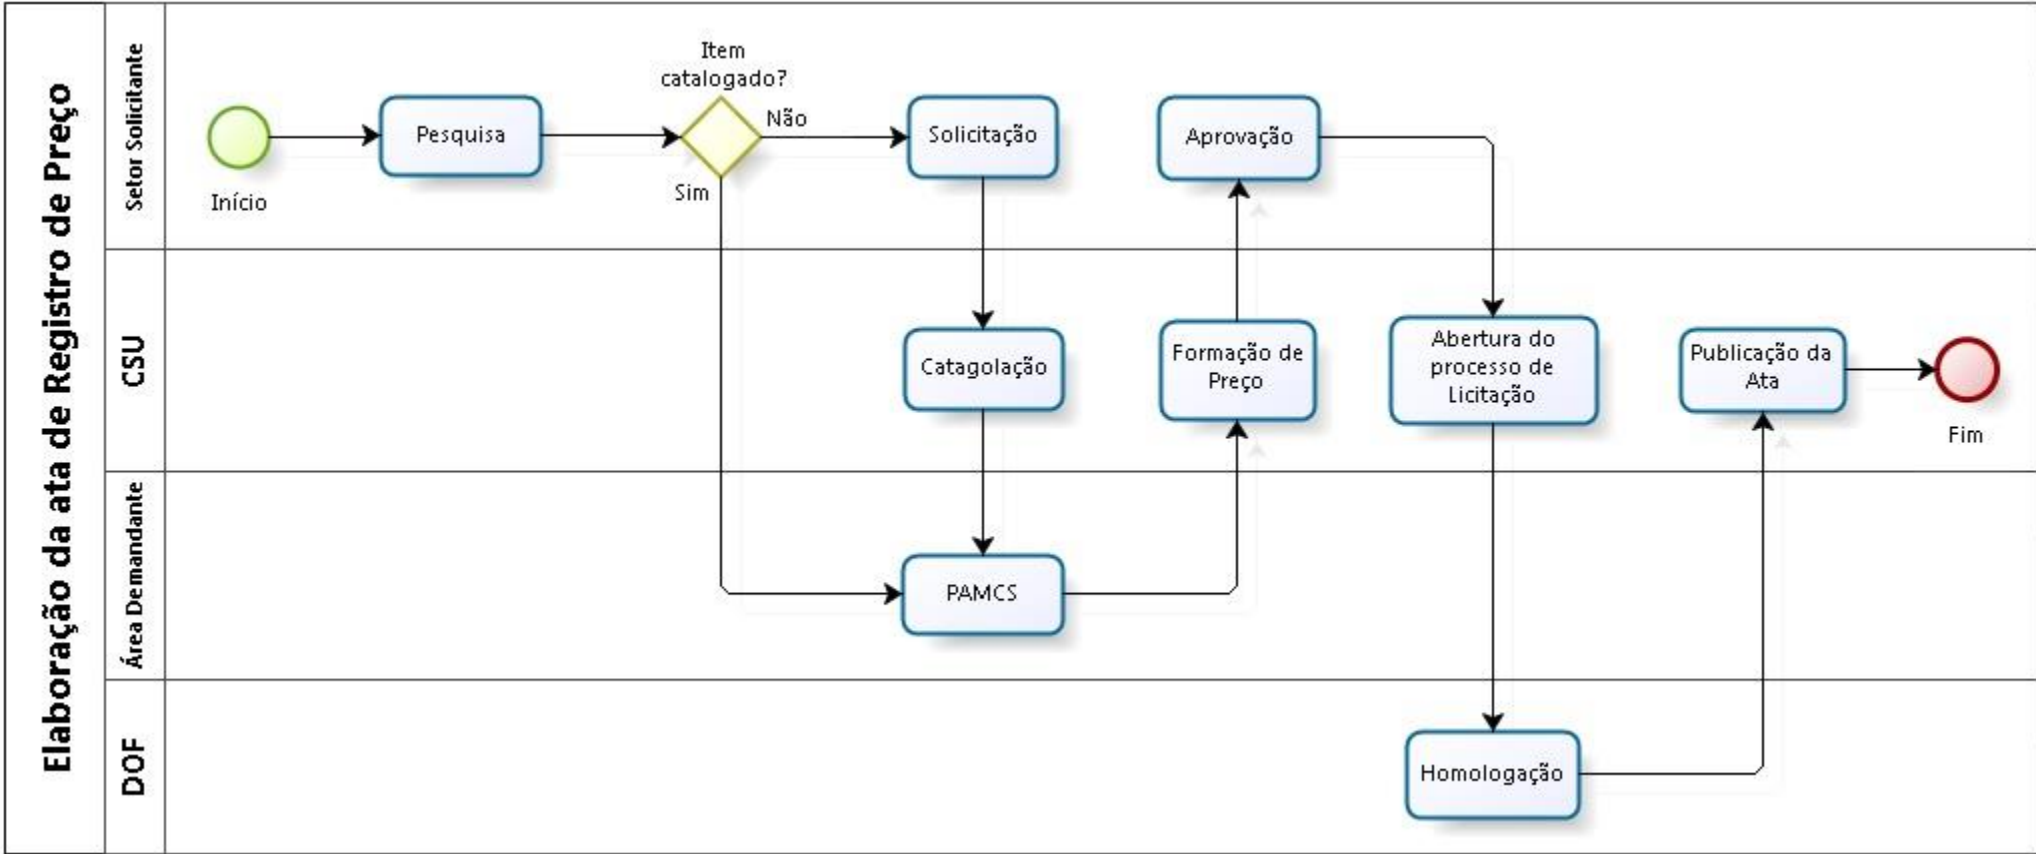 Elaboração da ata de Registro de Preço
Setor Solicitante
Início
Pesquisa
Item
catalogado?
Não
Sim
Solicitação
Aprovação
CSU
Catagolação
Formação de
Preço
Abertura do
processo de
Licitação
Publicação da
Ata
Fim
Área Demandante
PAMCS
DOF
Homologação